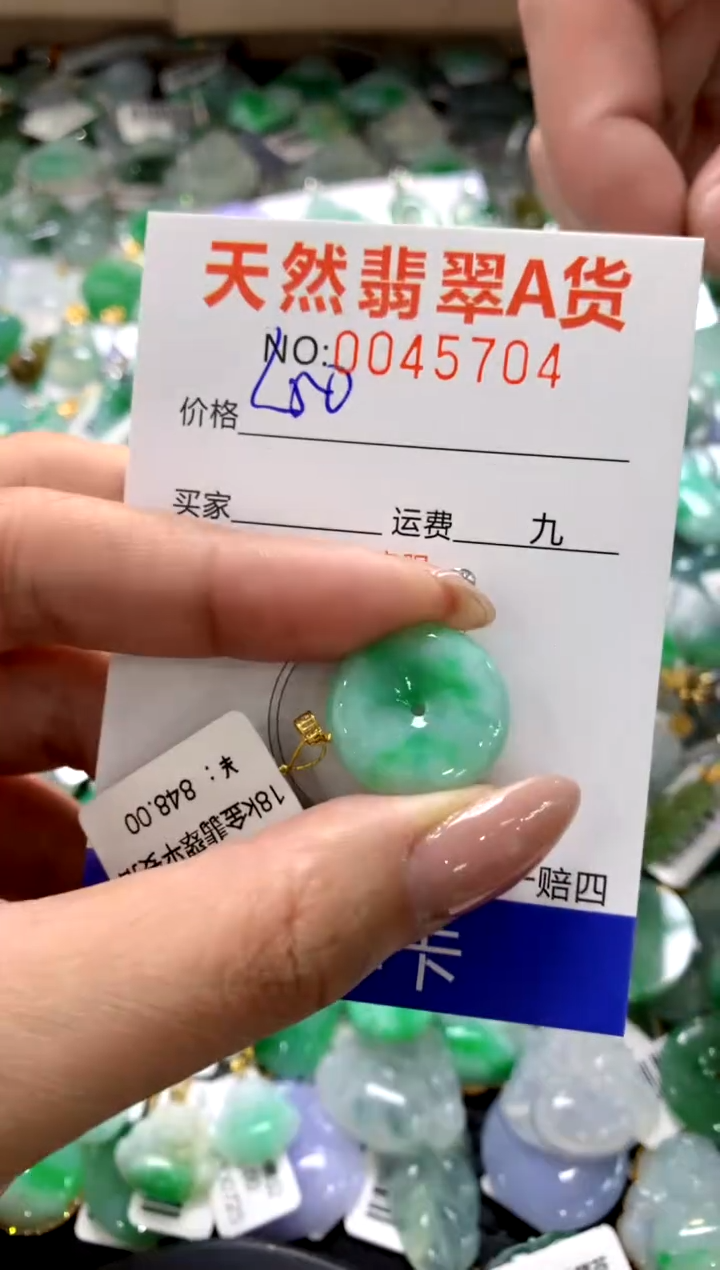 天然翡翠A货
NO:0045704
价格
买家 运费 九
赔四
卡
¥:848.00
18K金翡翠平安扣